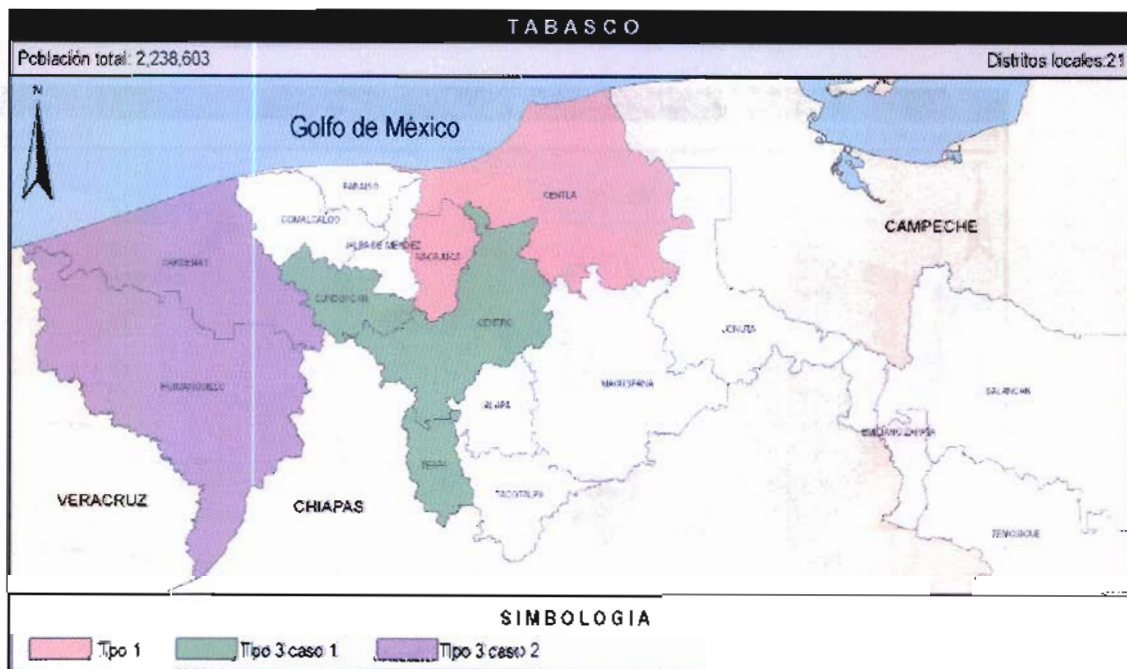 TABASCO
Población total: 2,238,603
Distritos locales:21
N
Golfo de México
PARAISO
CENTLA
COMALCALCO
CAMPECHE
JALPA DE MENDEZ
NACAJUCA
CARDENAS
CUNDUACAN
CENTRO
JONUTA
HUIMANGUILLO
MACUSPANA
BALANCAN
JALAPA
EMILIANO ZAPATA
TEAPA
VERACRUZ
CHIAPAS
TACOTALPA
TENOSIQUE
SIMBOLOGIA
Tipo 1
Tipo 3 caso 1
Tipo 3 caso 2